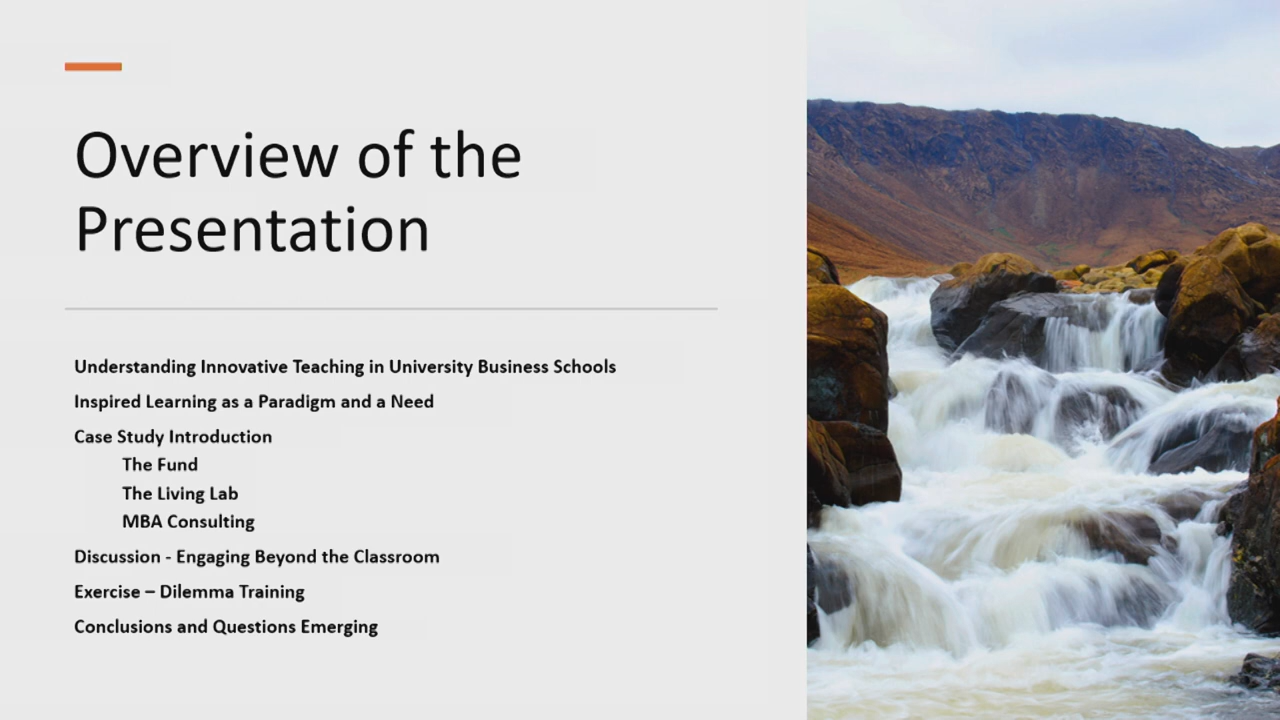 Overview of the
Presentation
Understanding Innovative Teaching in University Business Schools
Inspired Learning as a Paradigm and a Need
Case Study Introduction
The Fund
The Living Lab
MBA Consulting
Discussion - Engaging Beyond the Classroom
Exercise – Dilemma Training
Conclusions and Questions Emerging